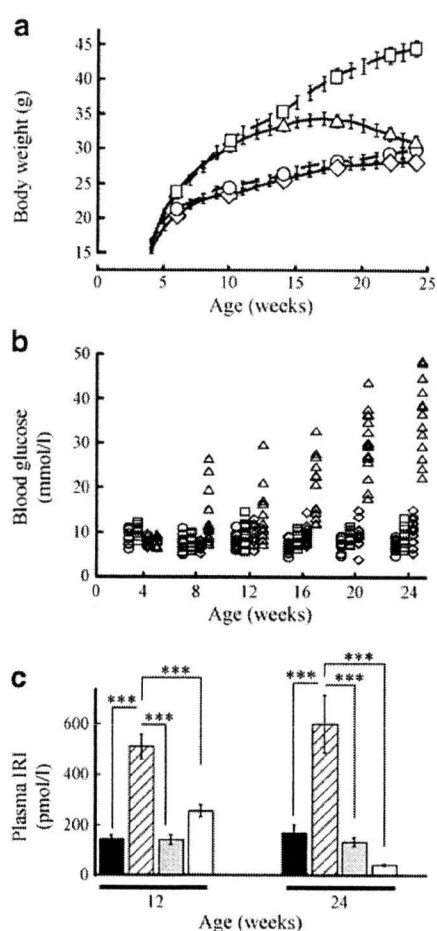 a
45
40
35
30
25
20
15
Body weight (g)
0 5 10 15 20 25
Age (weeks)
b
50
40
30
20
10
0
Blood glucose
(mmol/l)
4 8 12 16 20 24
Age (weeks)
c
*** *** ***
*** *** ***
600
400
200
0
Plasma IRI
(pmol/l)
12 24
Age (weeks)